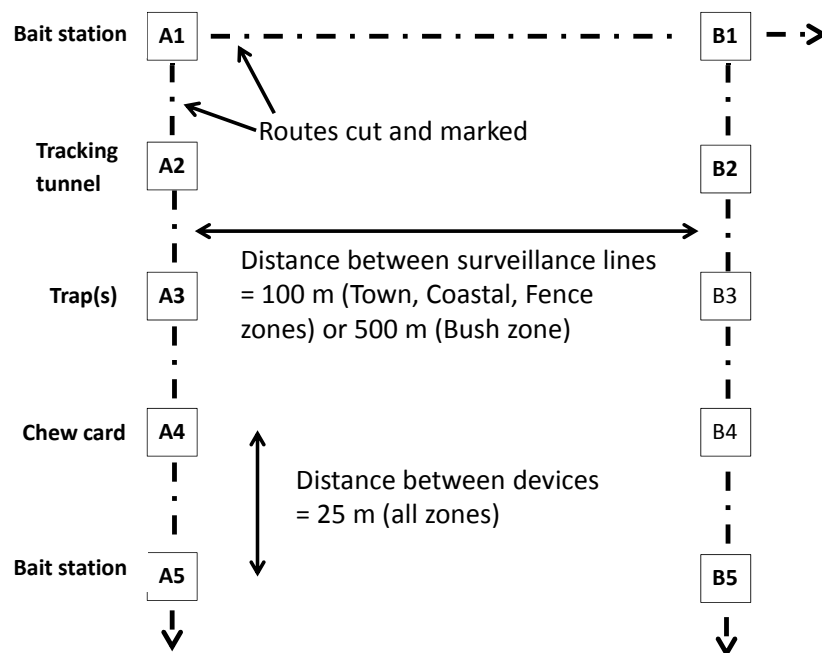 Bait station
A1
B1
Routes cut and marked
Tracking
tunnel
A2
B2
Distance between surveillance lines
= 100 m (Town, Coastal, Fence
zones) or 500 m (Bush zone)
Trap(s)
A3
B3
Chew card
A4
B4
Distance between devices
= 25 m (all zones)
Bait station
A5
B5